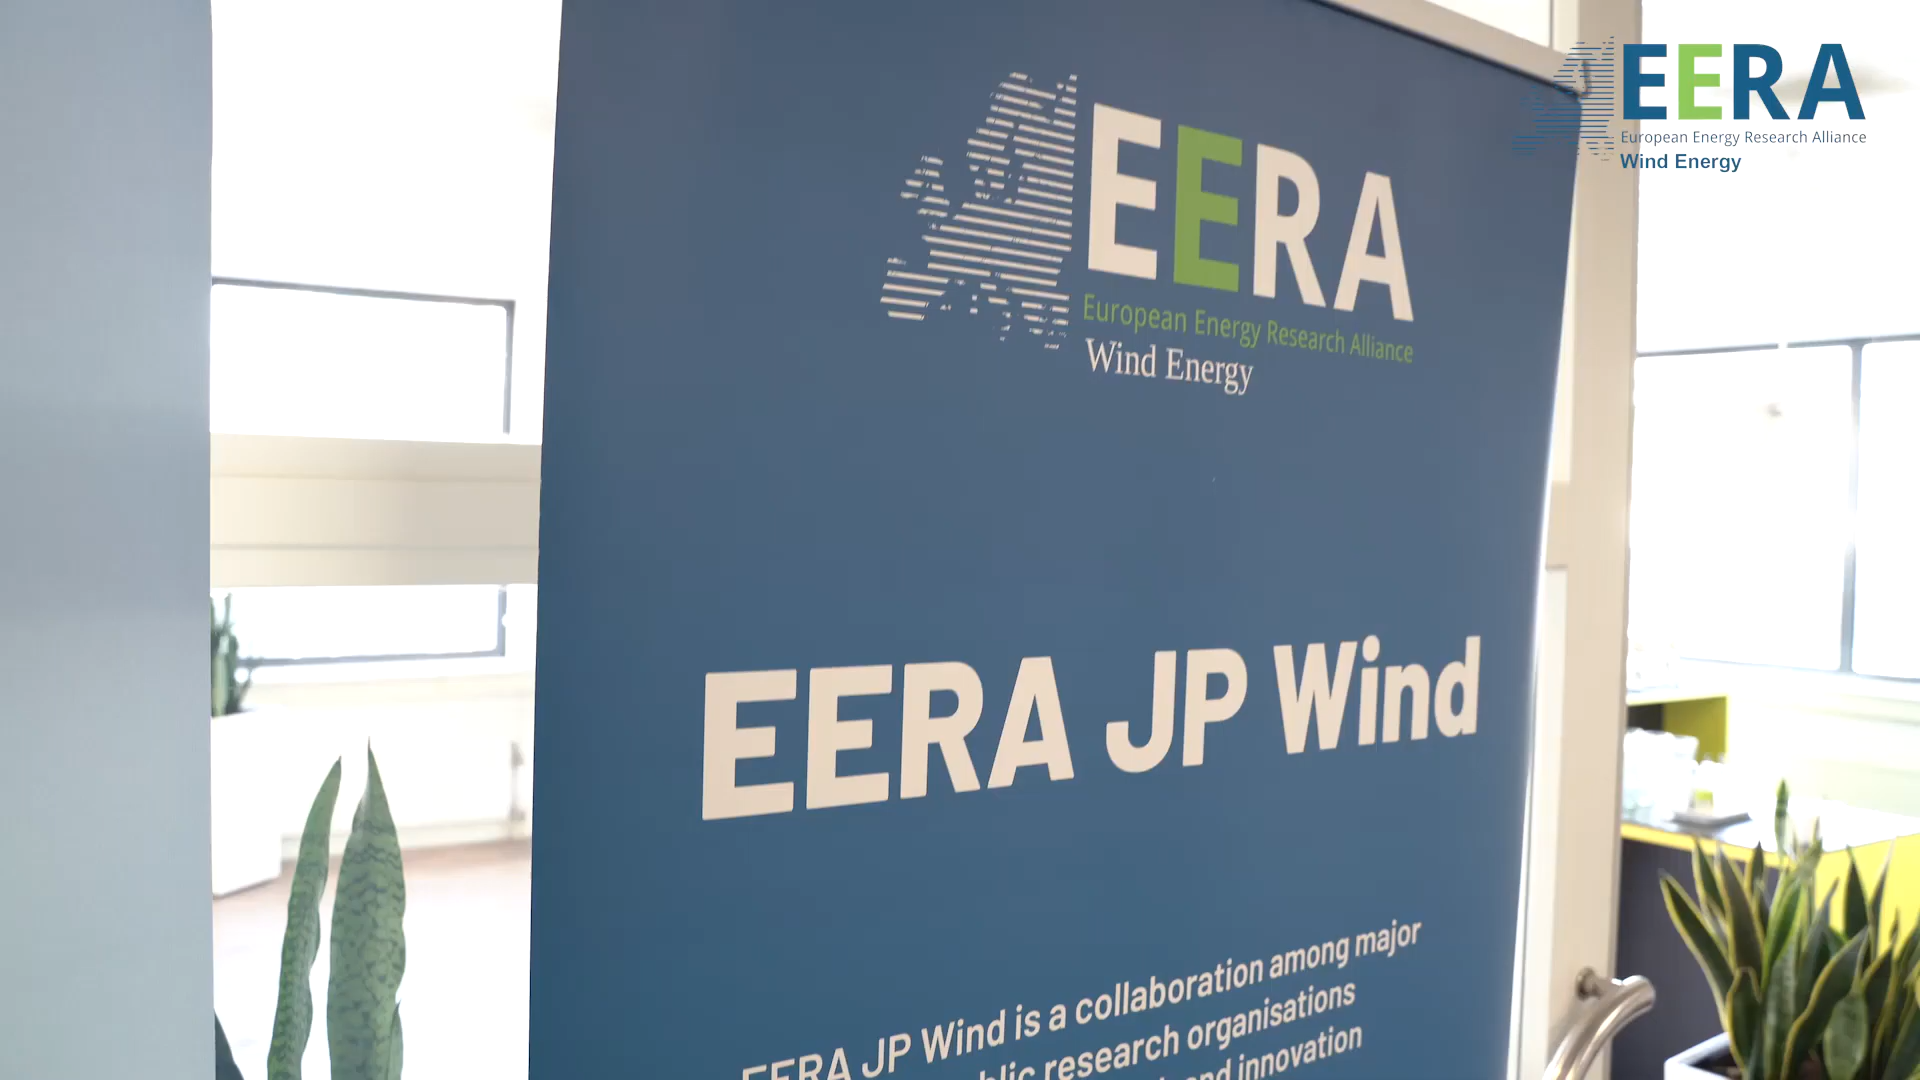 EERA
European Energy Research Alliance
Wind Energy
EERA
European Energy Research Alliance
Wind Energy
EERA JP Wind
EERA JP Wind is a collaboration among major
research organisations
and innovation